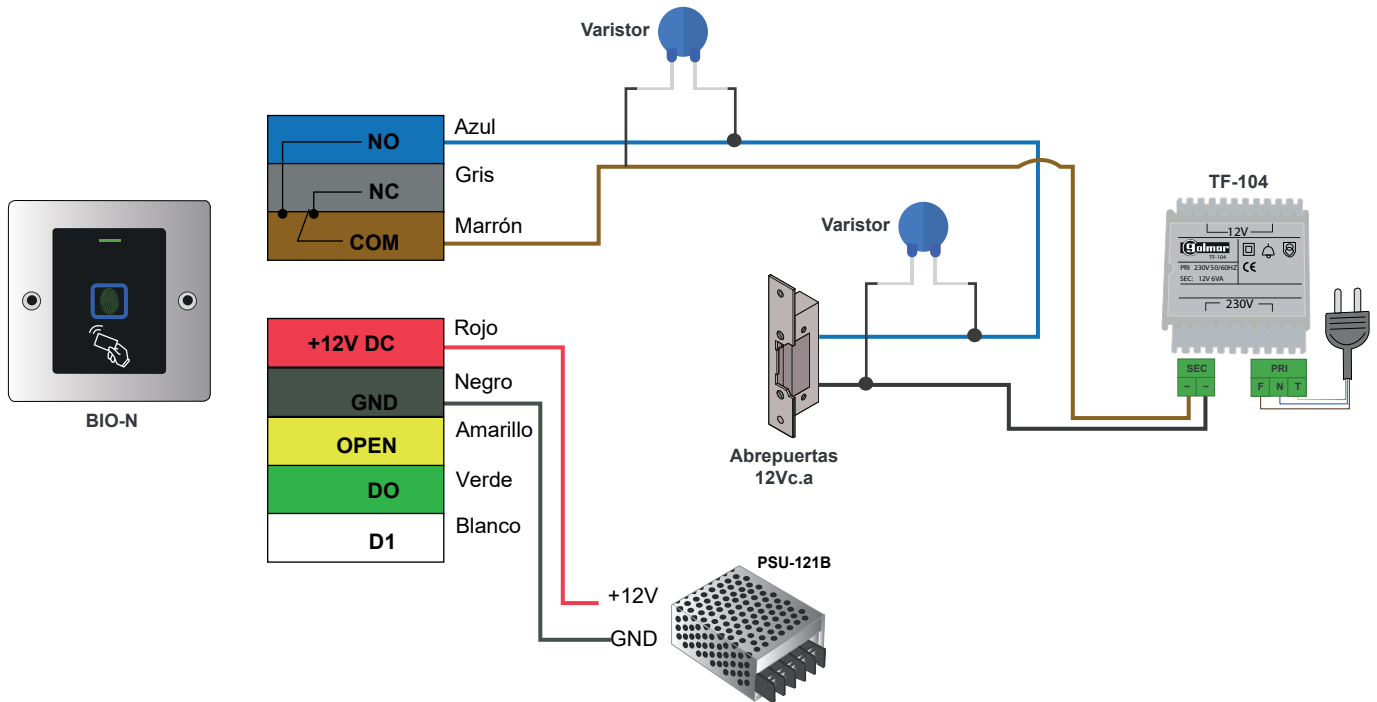 Varistor
NO
Azul
NC
Gris
COM
Marrón
BIO-N
+12V DC
Rojo
GND
Negro
OPEN
Amarillo
DO
Verde
D1
Blanco
Varistor
Abrepuertas
12Vc.a
TF-104
12V
Golmar
TF-104
PRI 230V 50/60HZ
CE
SEC: 12V 6VA
230V
SEC
~ ~
PRI
F N T
PSU-121B
+12V
GND